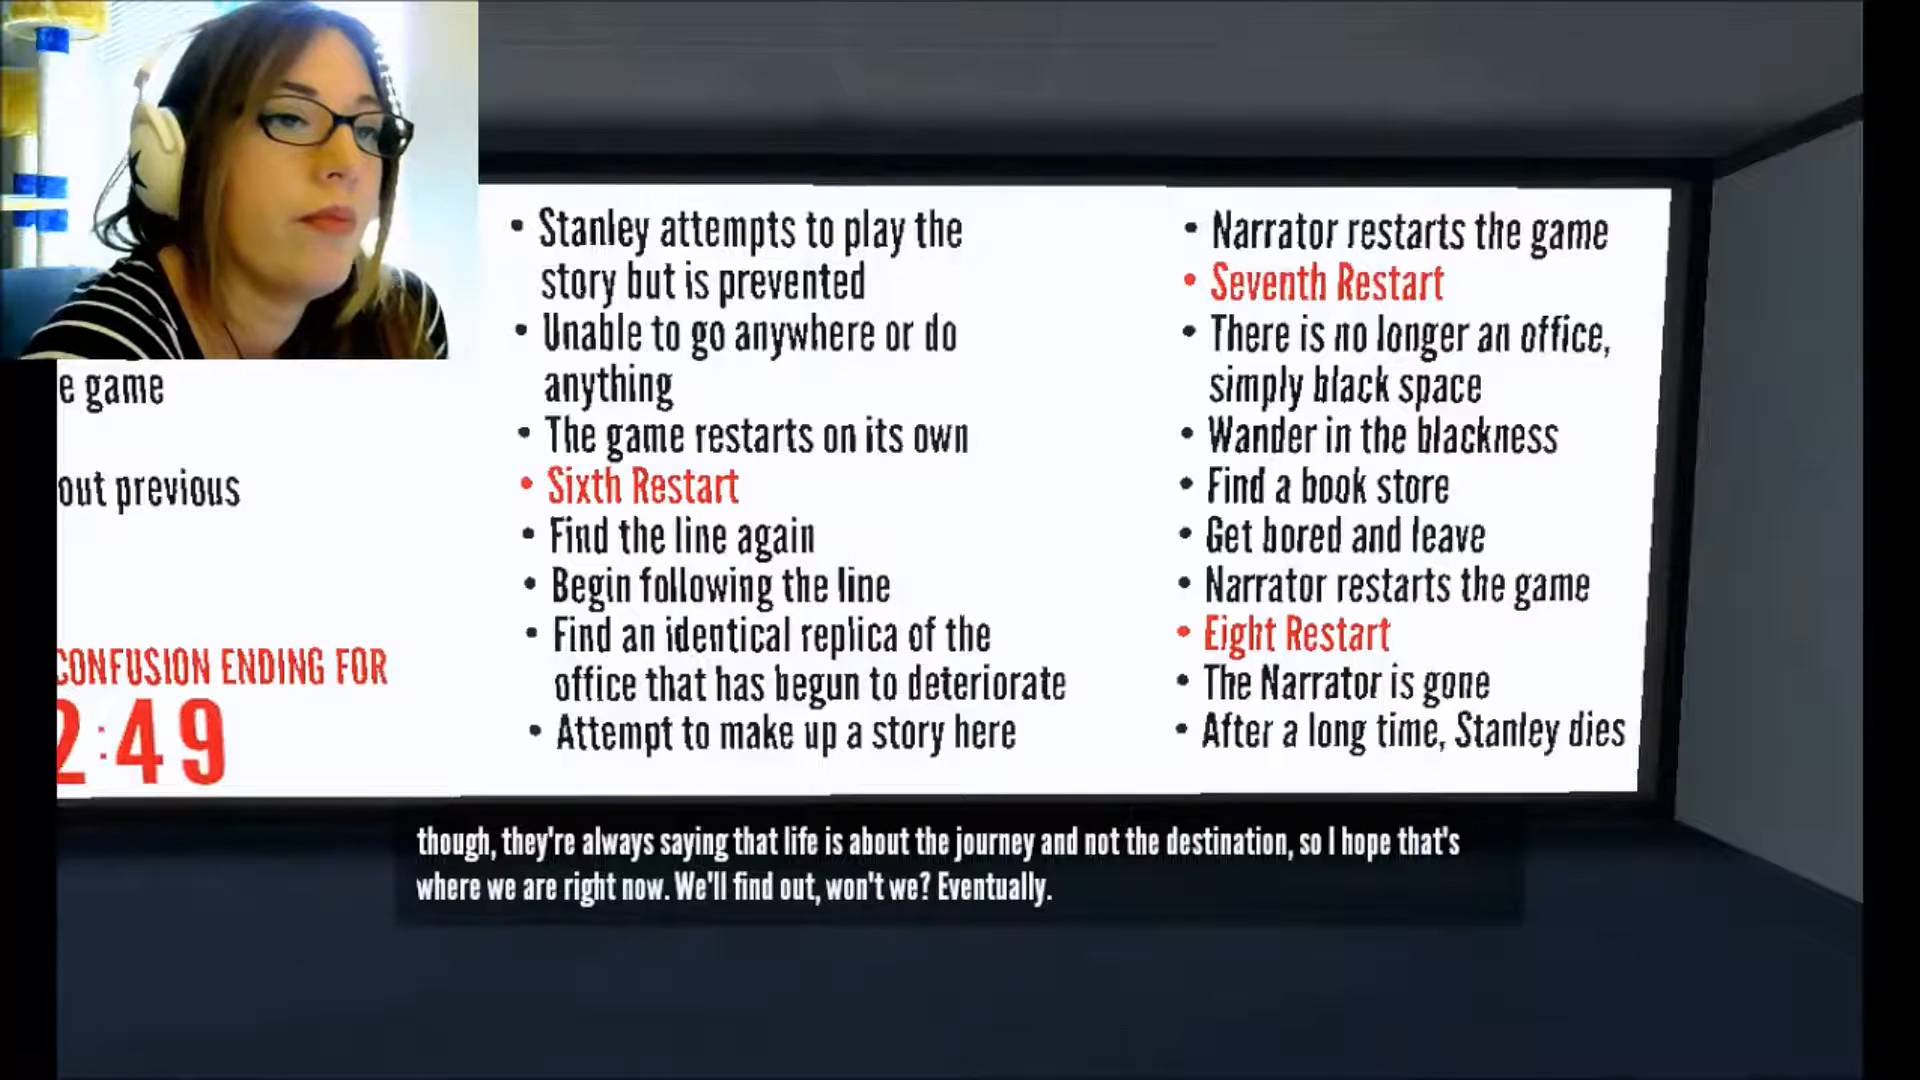 e game
out previous
CONFUSION ENDING FOR
2:49
• Stanley attempts to play the
story but is prevented
• Unable to go anywhere or do
anything
• The game restarts on its own
• Sixth Restart
• Find the line again
• Begin following the line
• Find an identical replica of the
office that has begun to deteriorate
• Attempt to make up a story here
• Narrator restarts the game
• Seventh Restart
• There is no longer an office,
simply black space
• Wander in the blackness
• Find a book store
• Get bored and leave
• Narrator restarts the game
• Eight Restart
• The Narrator is gone
• After a long time, Stanley dies
though, they're always saying that life is about the journey and not the destination, so I hope that's
where we are right now. We'll find out, won't we? Eventually.